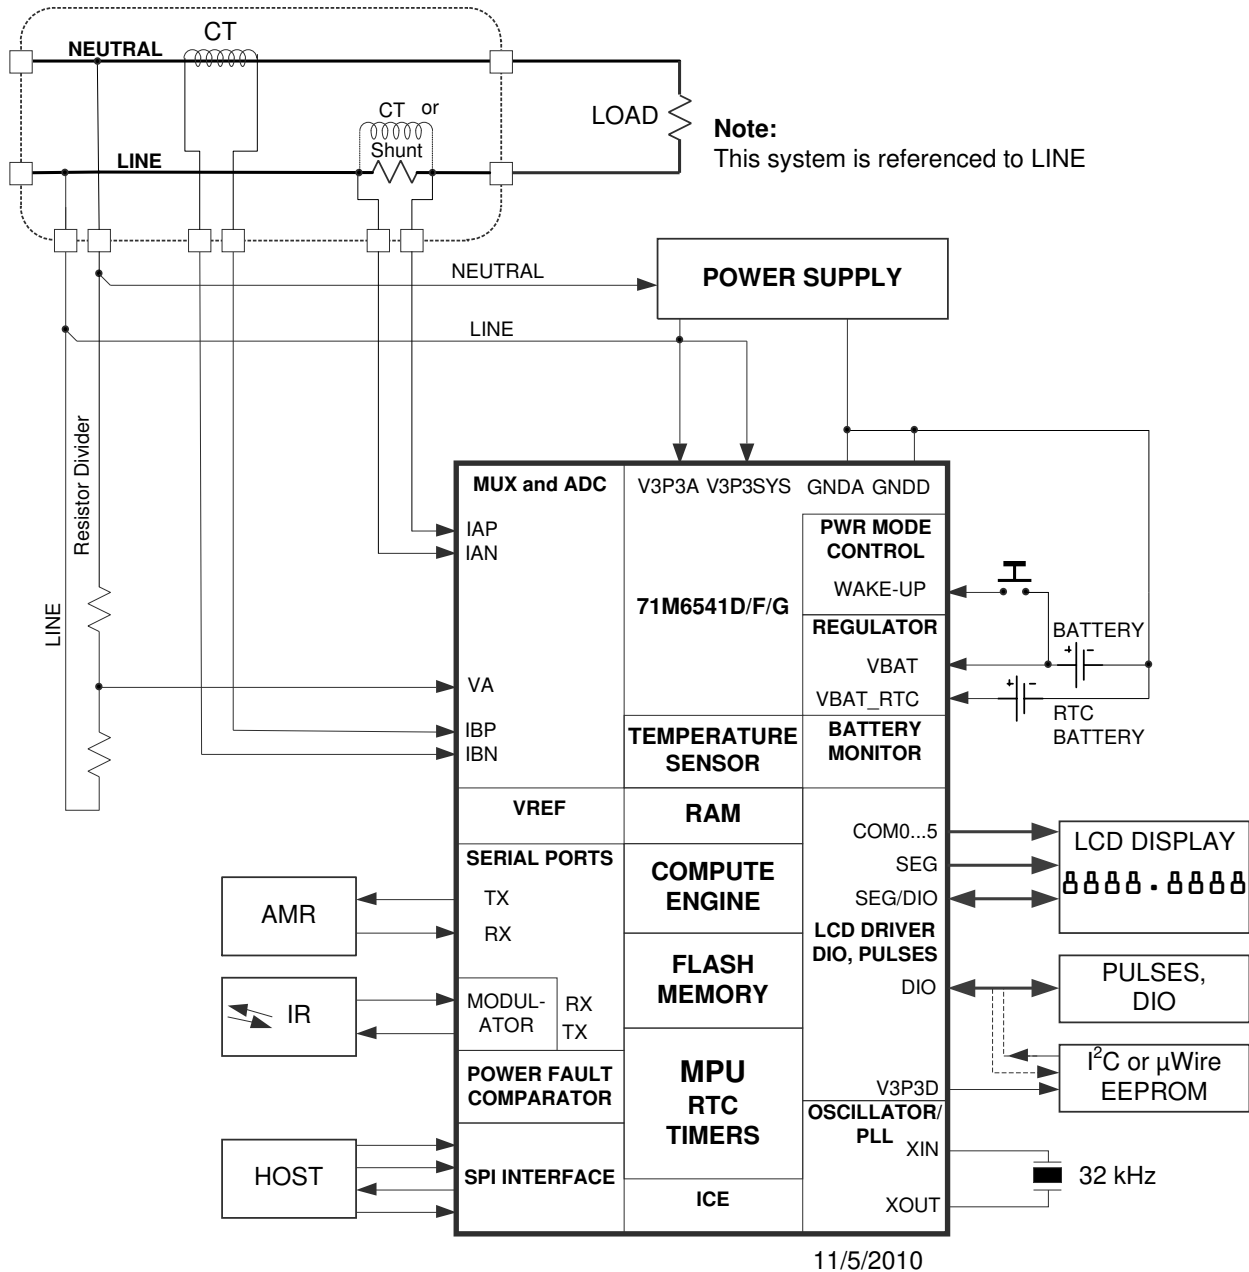 CT
NEUTRAL
CT or
Shunt
LINE
LOAD
Note:
This system is referenced to LINE
NEUTRAL
POWER SUPPLY
LINE
Resistor Divider
LINE
MUX and ADC
V3P3A V3P3SYS GNDA GNDD
IAP
IAN
VA
IBP
IBN
71M6541D/F/G
PWR MODE
CONTROL
WAKE-UP
REGULATOR
VBAT
VBAT_RTC
BATTERY
MONITOR
+ -
BATTERY
+ -
RTC
BATTERY
TEMPERATURE
SENSOR
VREF
RAM
COM0...5
SEG
SEG/DIO
LCD DISPLAY
8888.8888
SERIAL PORTS
TX
RX
AMR
COMPUTE
ENGINE
LCD DRIVER
DIO, PULSES
DIO
PULSES,
DIO
FLASH
MEMORY
IR
MODUL-
ATOR
RX
TX
I²C or µWire
EEPROM
V3P3D
POWER FAULT
COMPARATOR
MPU
RTC
TIMERS
OSCILLATOR/
PLL
XIN
XOUT
32 kHz
HOST
SPI INTERFACE
ICE
11/5/2010